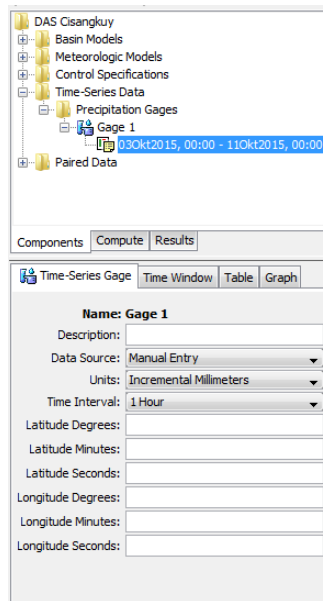 DAS Cisangkuy
Basin Models
Meteorologic Models
Control Specifications
Time-Series Data
Precipitation Gages
Gage 1
03Okt2015, 00:00 - 11Okt2015, 00:00
Paired Data
Components Compute Results
Time-Series Gage Time Window Table Graph
Name: Gage 1
Description:
Data Source: Manual Entry
Units: Incremental Millimeters
Time Interval: 1 Hour
Latitude Degrees:
Latitude Minutes:
Latitude Seconds:
Longitude Degrees:
Longitude Minutes:
Longitude Seconds: